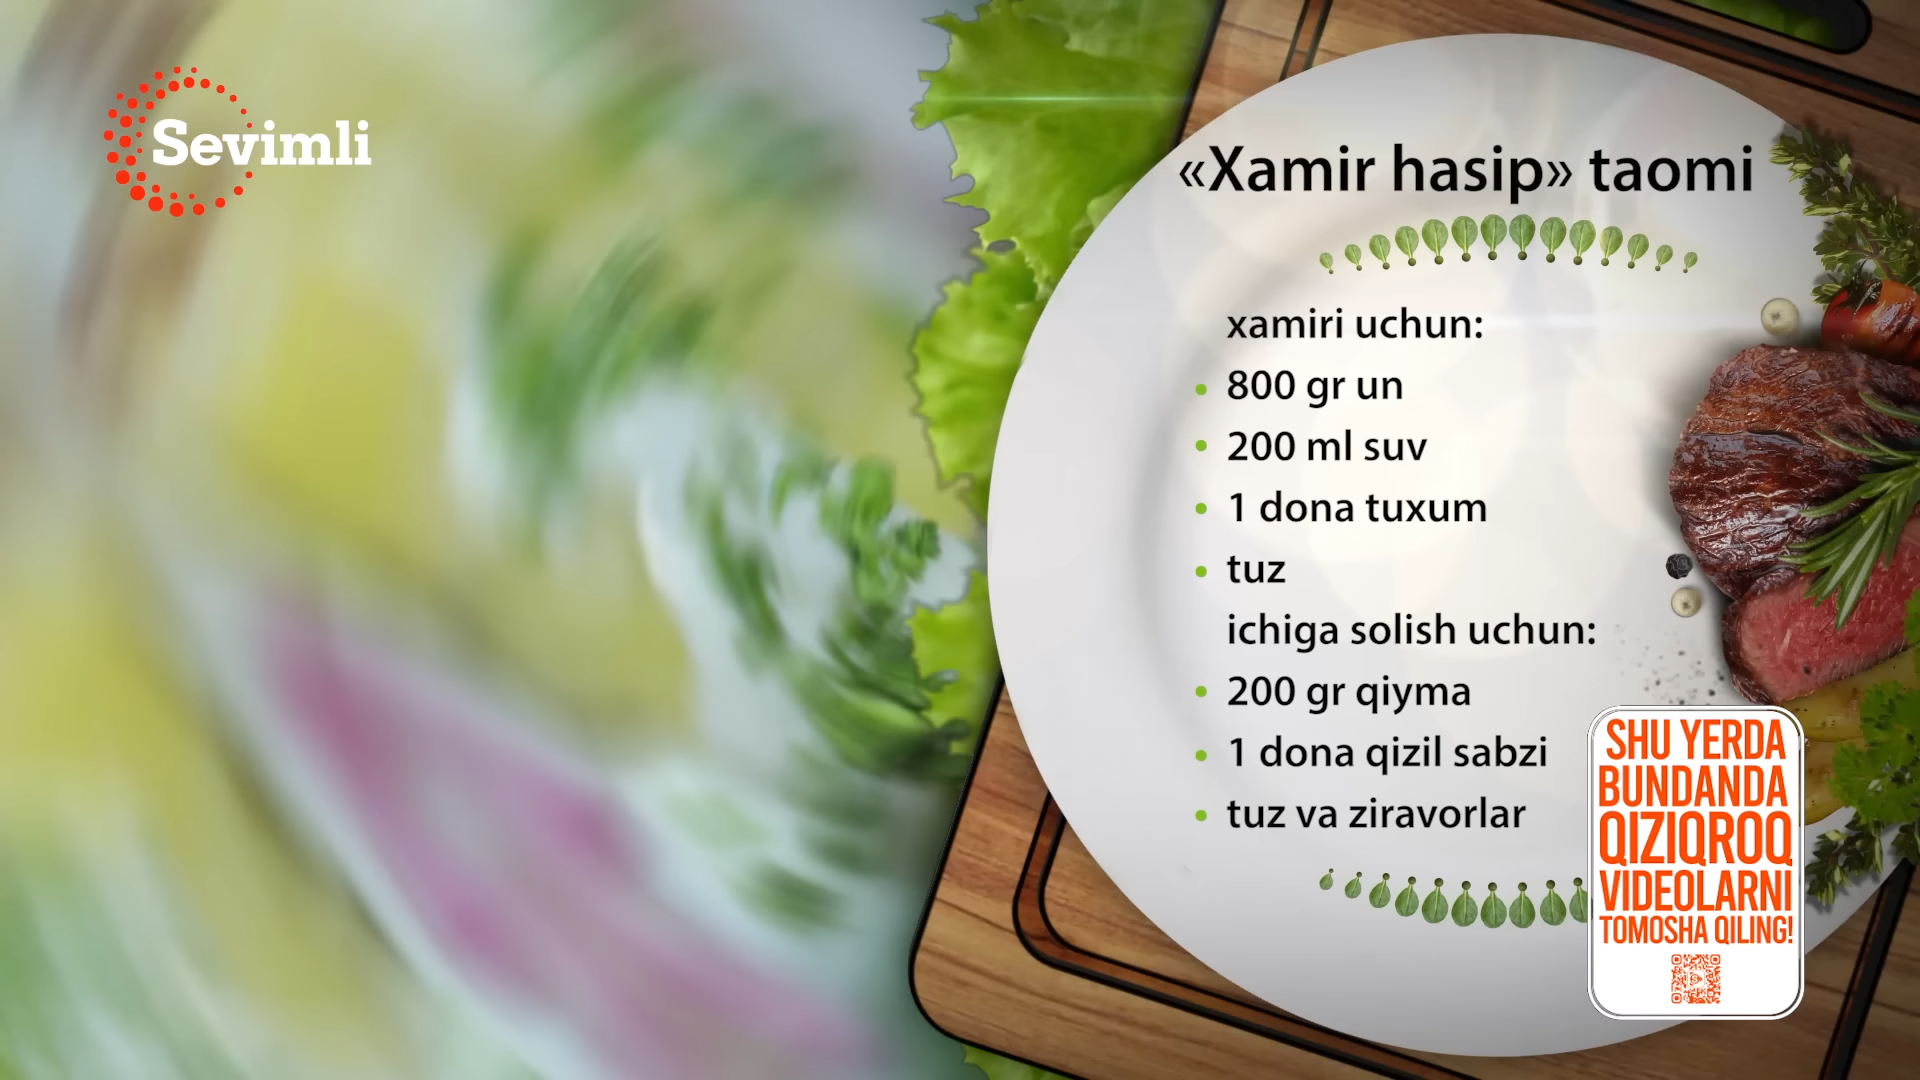 Sevimli
«Xamir hasip» taomi
xamiri uchun:
• 800 gr un
• 200 ml suv
• 1 dona tuxum
• tuz
ichiga solish uchun:
• 200 gr qiyma
• 1 dona qizil sabzi
• tuz va ziravorlar
SHU YERDA
BUNDANDA
QIZIQROQ
VIDEOLARNI
TOMOSHA QILING!